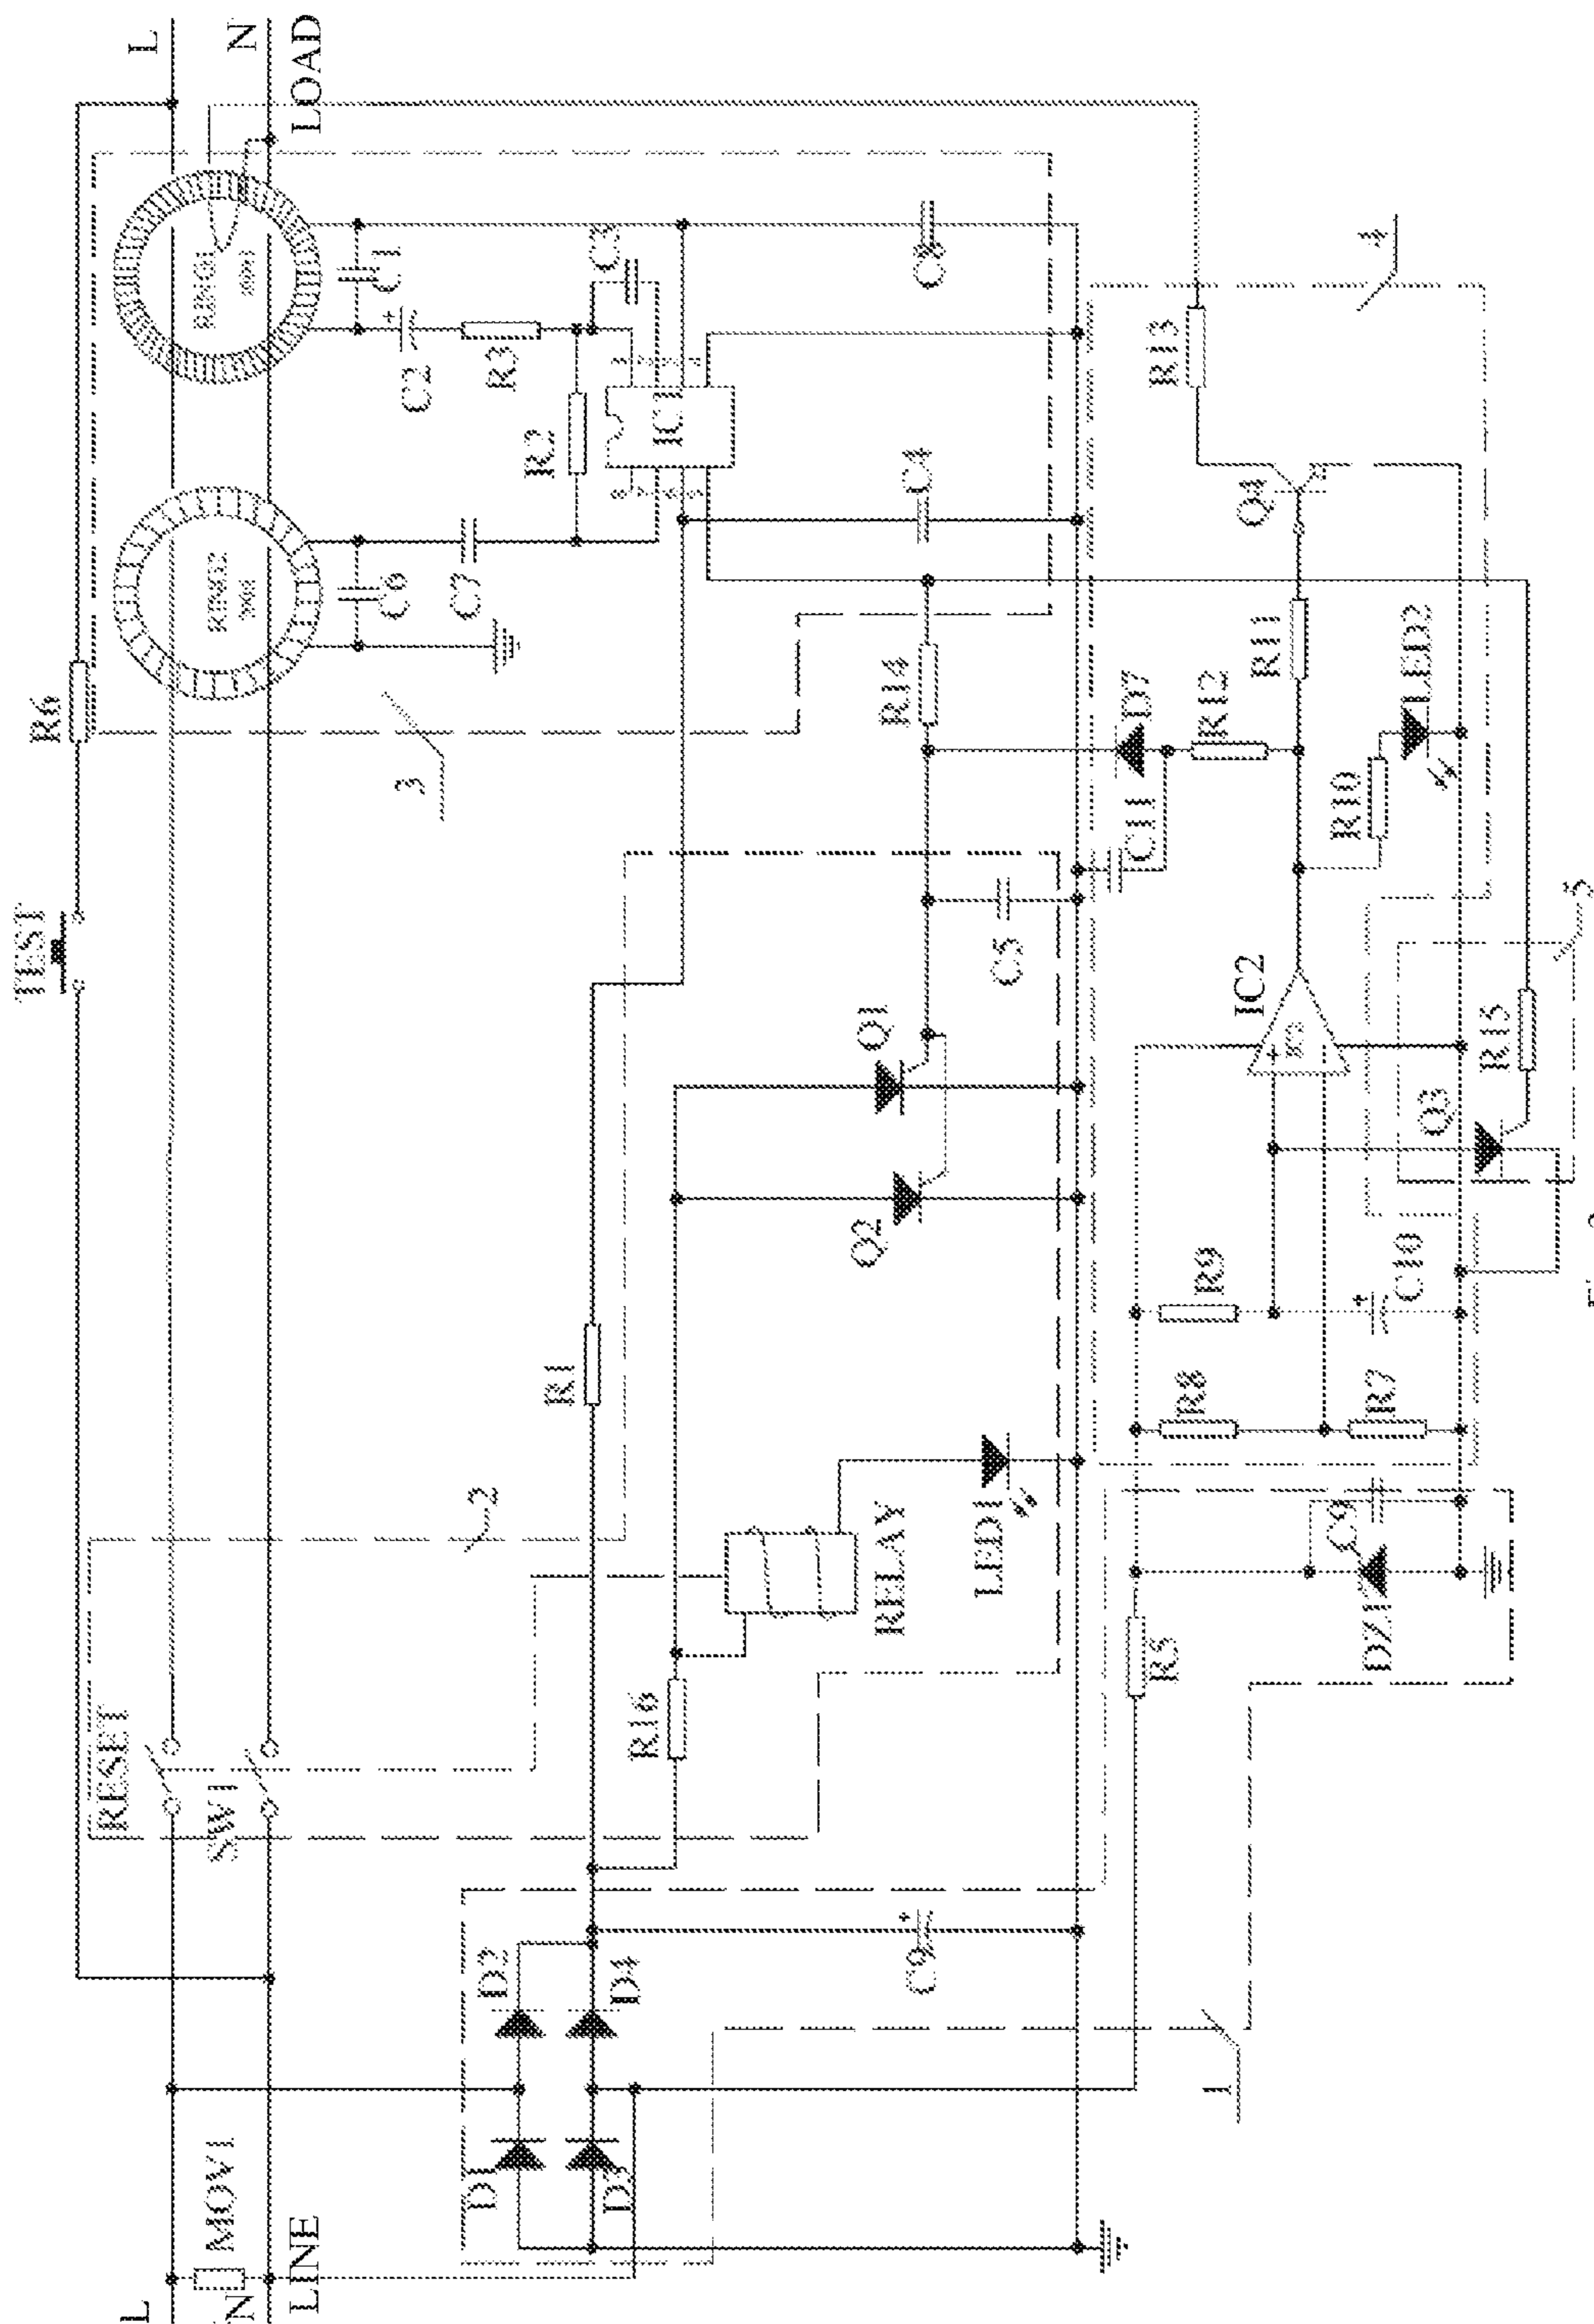 L
N
LOAD
R6
TEST
RING1
RING2
C1
C2
R3
C3
R2
IC1
C6
C7
C8
C4
3
R14
D7
R12
C11
C5
R13
4
Q4
R11
LED2
R10
IC2
5
R15
Q3
Q1
Q2
R1
R9
C10
R8
R7
2
RELAY
LED1
C9
DZ1
R5
R16
RESET
SW1
D2
D4
C9
1
D1
D3
MOV1
L
N
LINE